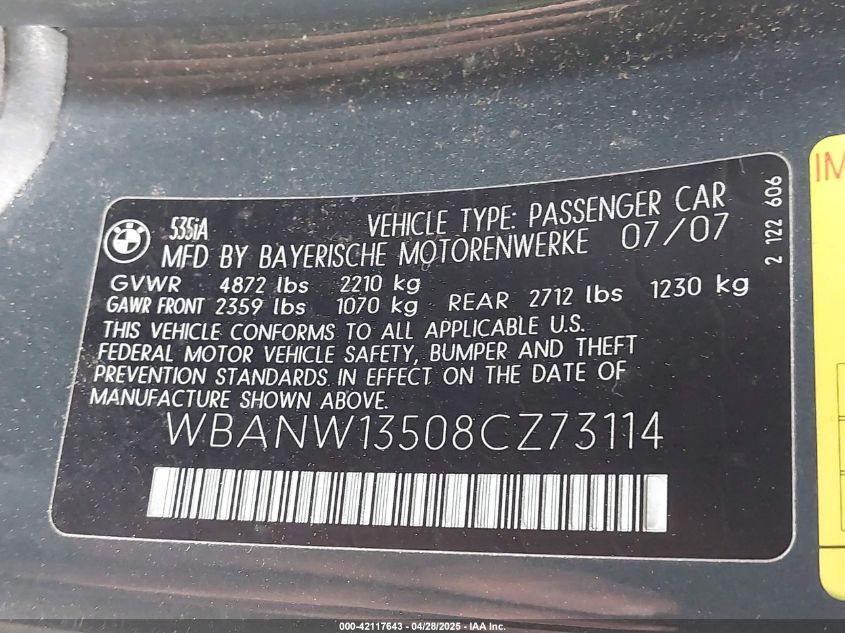 535iA
VEHICLE TYPE: PASSENGER CAR
MFD BY BAYERISCHE MOTORENWERKE 07/07
GVWR 4872 lbs 2210 kg
GAWR FRONT 2359 lbs 1070 kg REAR 2712 lbs 1230 kg
THIS VEHICLE CONFORMS TO ALL APPLICABLE U.S.
FEDERAL MOTOR VEHICLE SAFETY, BUMPER AND THEFT
PREVENTION STANDARDS IN EFFECT ON THE DATE OF
MANUFACTURE SHOWN ABOVE.
WBANW13508CZ73114
2 122 606
IM
000-42117643 / 04/28/2025 - IAA Inc.